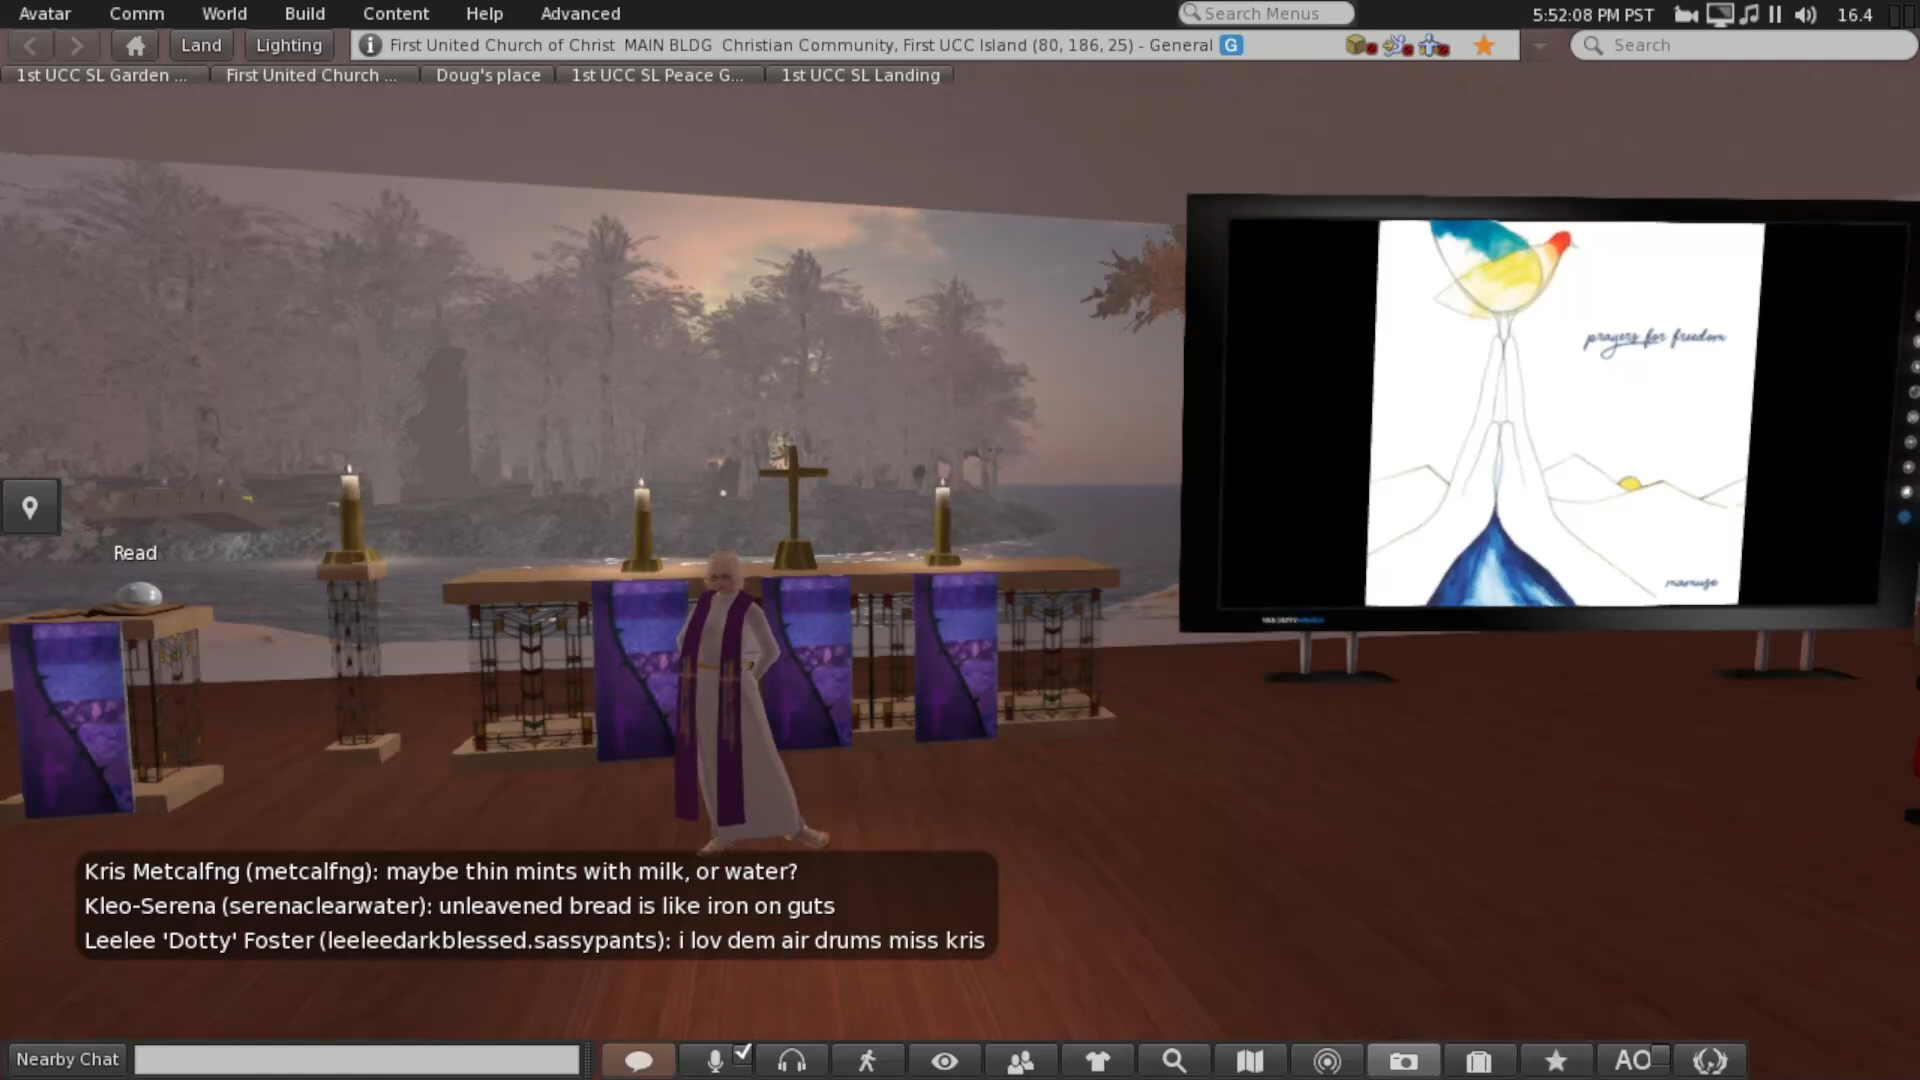 Avatar Comm World Build Content Help Advanced Search Menus 5:52:08 PM PST 16.4
Land Lighting First United Church of Christ MAIN BLDG Christian Community, First UCC Island (80, 186, 25) - General G Search
1st UCC SL Garden ... First United Church ... Doug's place 1st UCC SL Peace G... 1st UCC SL Landing
prayers for freedom
Read
mamuze
Kris Metcalfng (metcalfng): maybe thin mints with milk, or water?
Kleo-Serena (serenaclearwater): unleavened bread is like iron on guts
Leelee 'Dotty' Foster (leeleedarkblessed.sassypants): i lov dem air drums miss kris
Nearby Chat AO